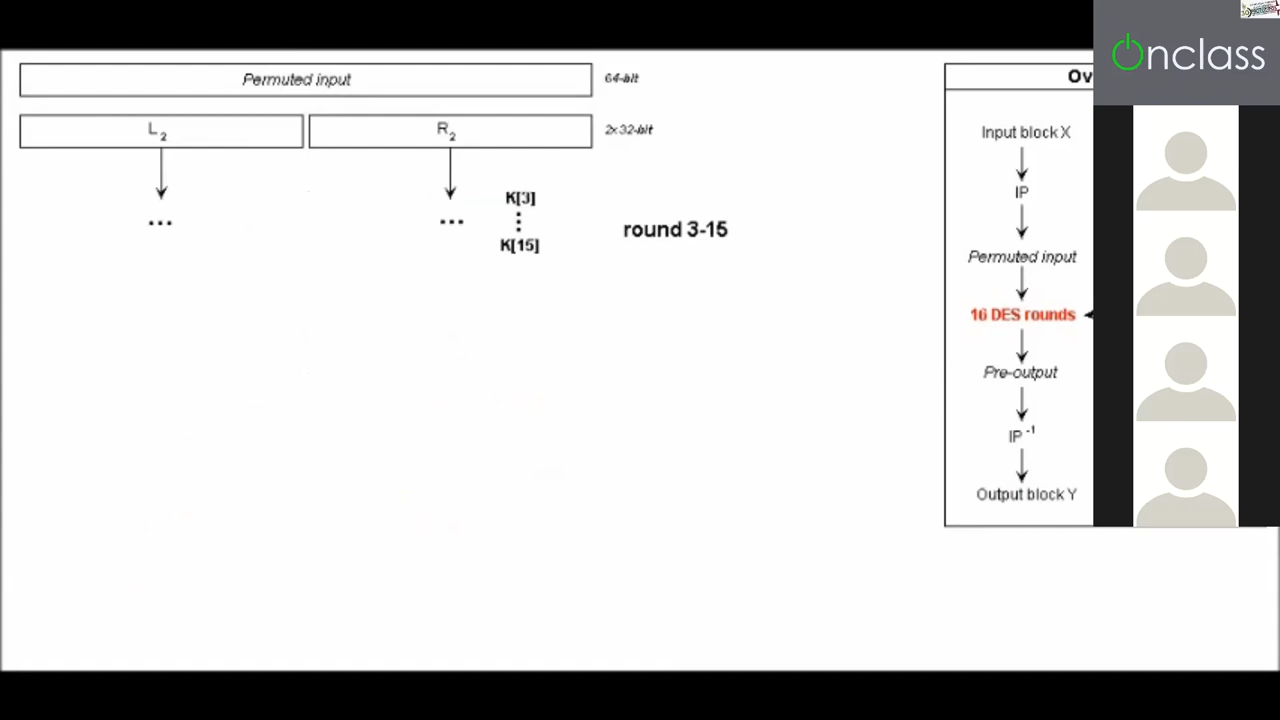 Permuted input 64-bit
L2 R2 2x32-bit
... ... K[3]
K[15]
round 3-15
Ov
Input block X
IP
Permuted input
16 DES rounds
Pre-output
IP -1
Output block Y
Onclass